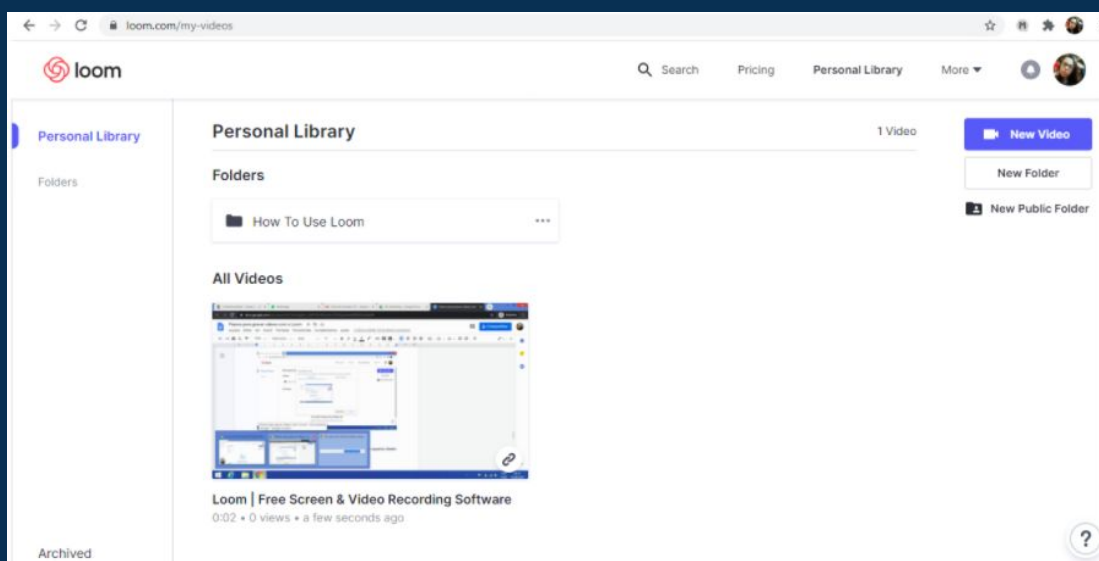 loom.com/my-videos
loom
Search
Pricing
Personal Library
More
Personal Library
Folders
Personal Library
1 Video
New Video
New Folder
New Public Folder
Folders
How To Use Loom
All Videos
Loom | Free Screen & Video Recording Software
0:02 • 0 views • a few seconds ago
Archived
?